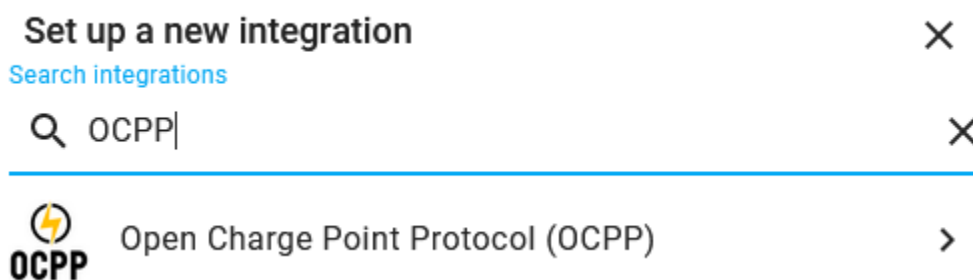 Set up a new integration
Search integrations
OCPP
Open Charge Point Protocol (OCPP)
OCPP